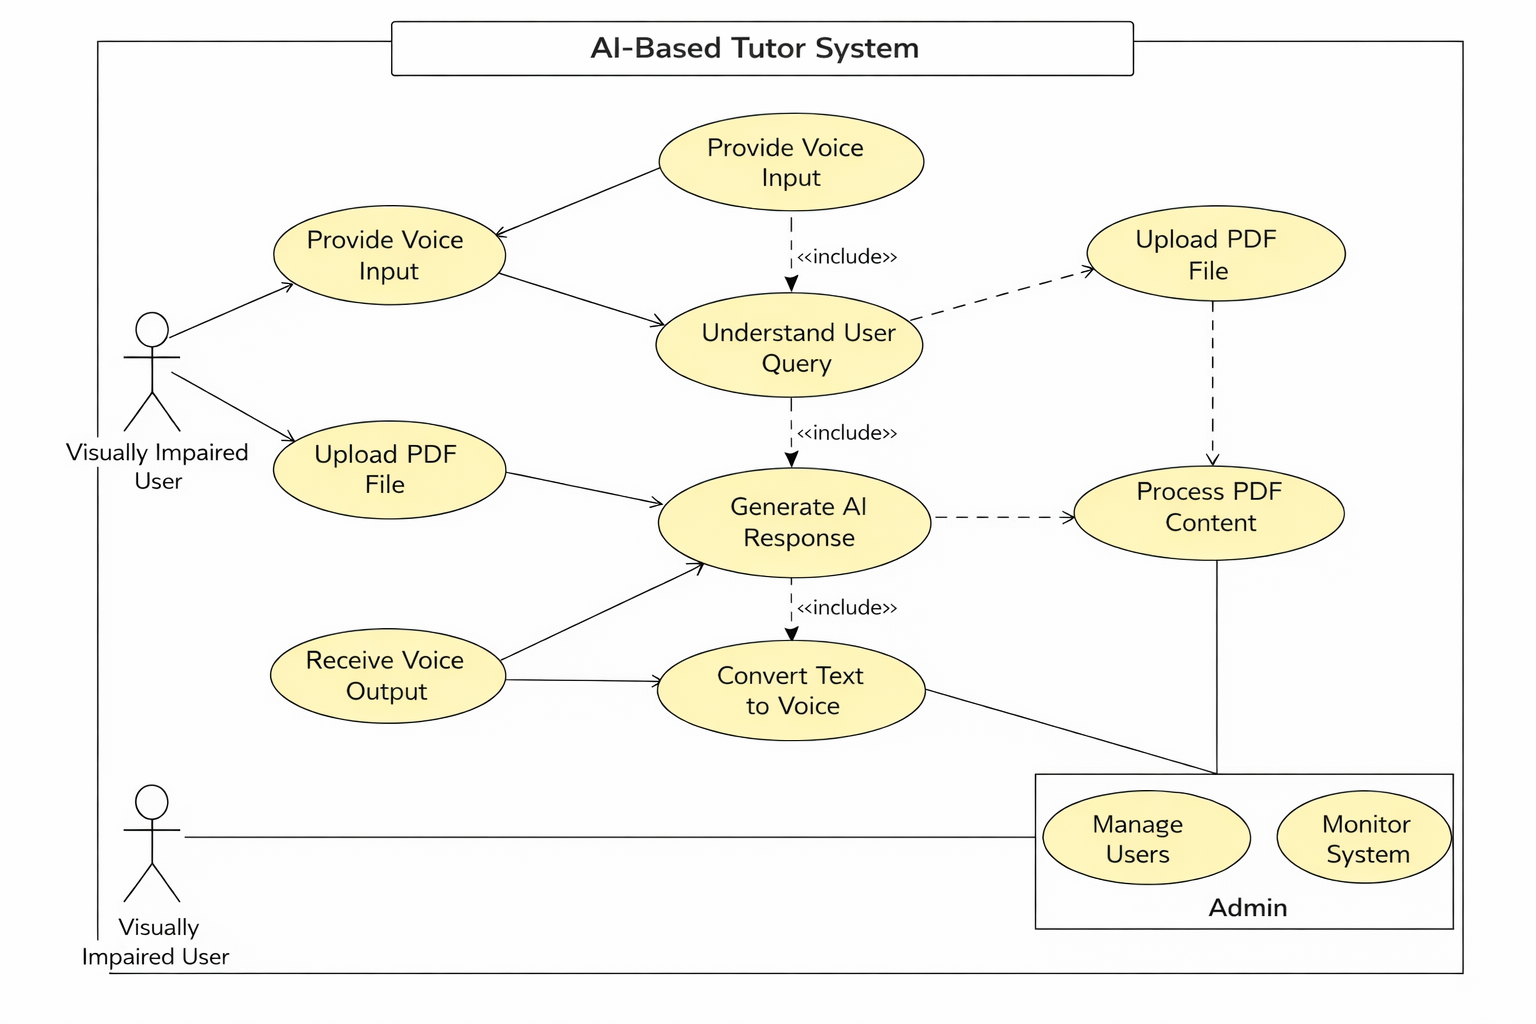 AI-Based Tutor System
Provide Voice
Input
Provide Voice
Input
<<include>>
Upload PDF
File
Understand User
Query
Visually Impaired
User
<<include>>
Upload PDF
File
Generate AI
Response
Process PDF
Content
<<include>>
Receive Voice
Output
Convert Text
to Voice
Manage
Users
Monitor
System
Admin
Visually
Impaired User